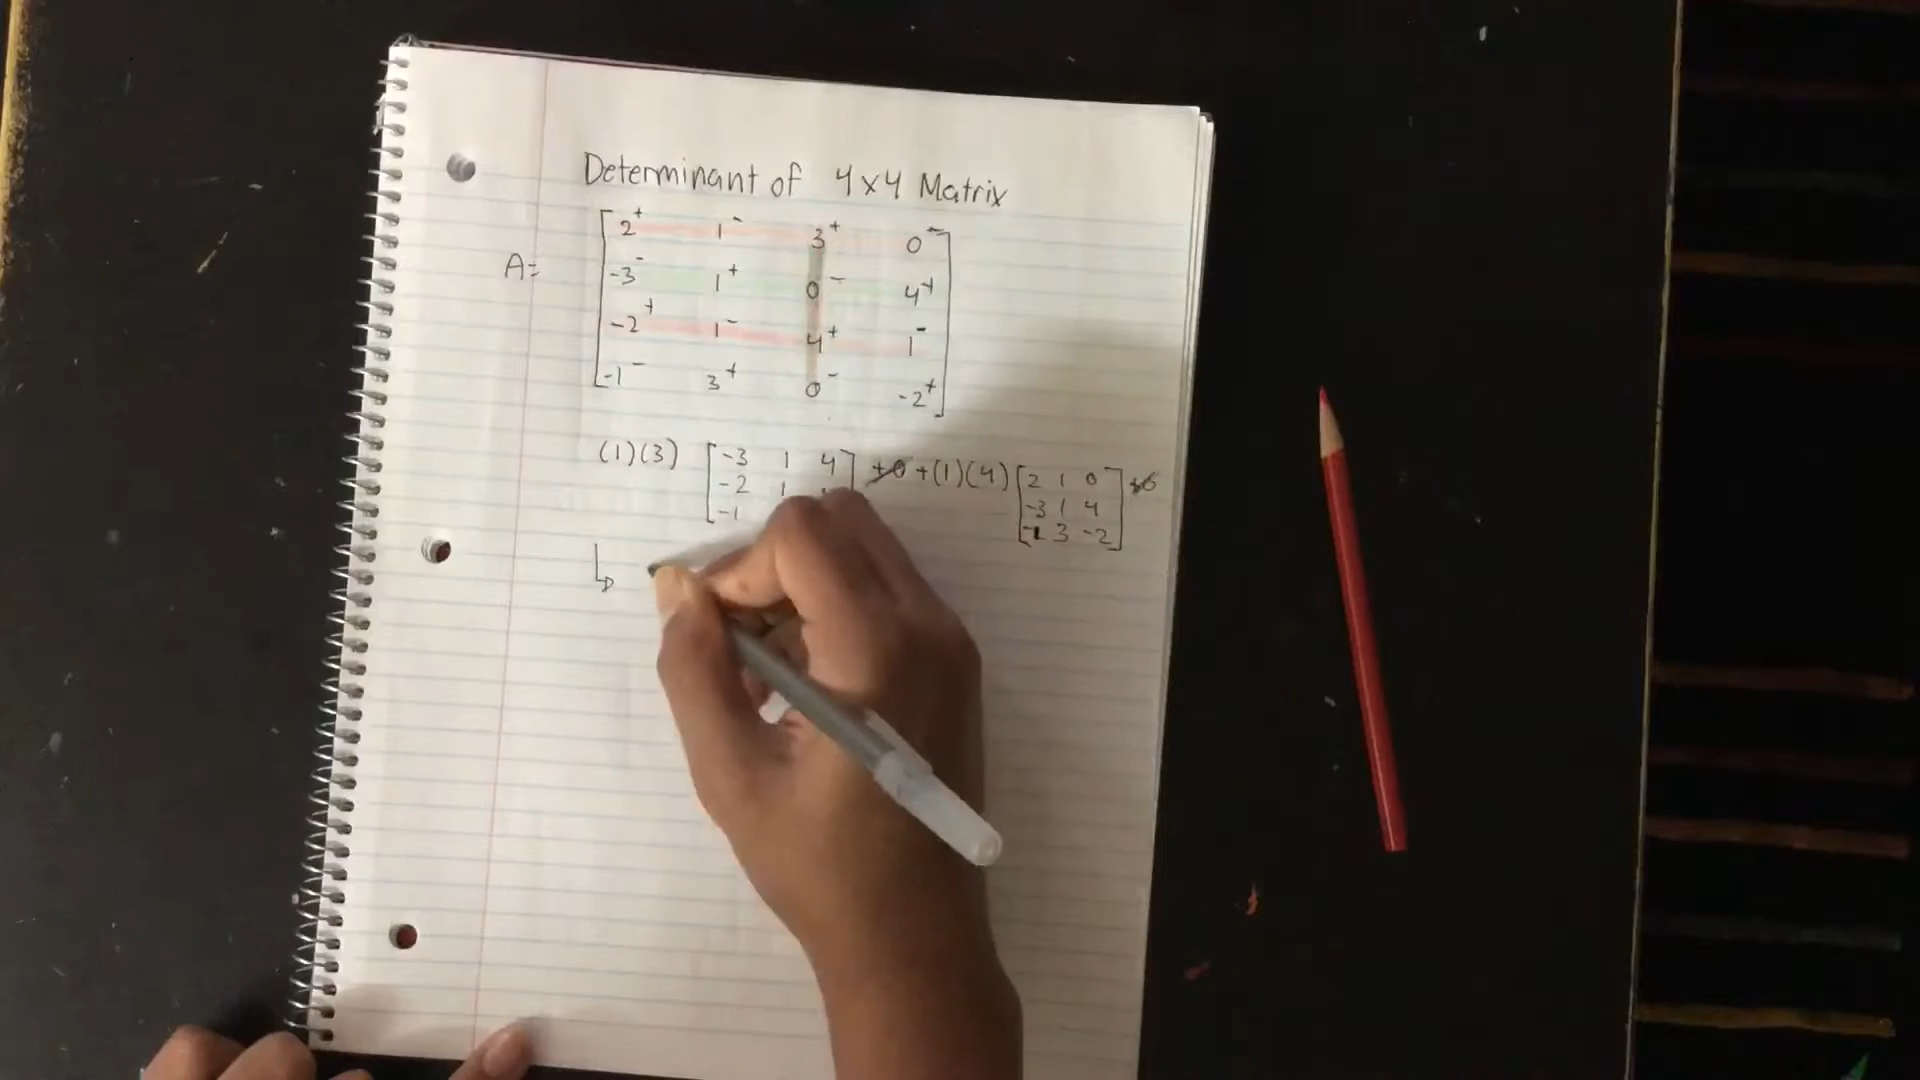 Determinant of 4x4 Matrix
A=
2+ 1- 3+ 0-
-3- 1+ 0- 4+
-2+ 1- 4+ 1-
-1- 3+ 0- -2+
(1)(3) [-3 1 4] +0 +(1)(4) [2 1 0] +0
-2 1 -3 1 4
-1 -1 3 -2